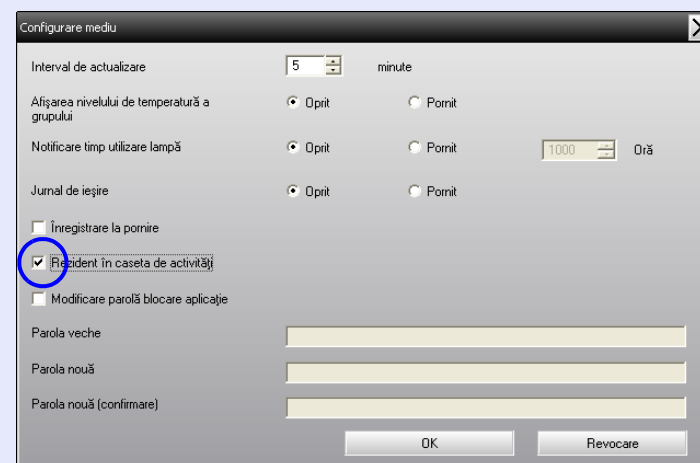 Configurare mediu
Interval de actualizare 5 minute
Afişarea nivelului de temperatură a
grupului Oprit Pornit
Notificare timp utilizare lampă Oprit Pornit 1000 Oră
Jurnal de ieşire Oprit Pornit
Înregistrare la pornire
Rezident în caseta de activităţi
Modificare parolă blocare aplicaţie
Parola veche
Parola nouă
Parola nouă (confirmare)
OK Revocare